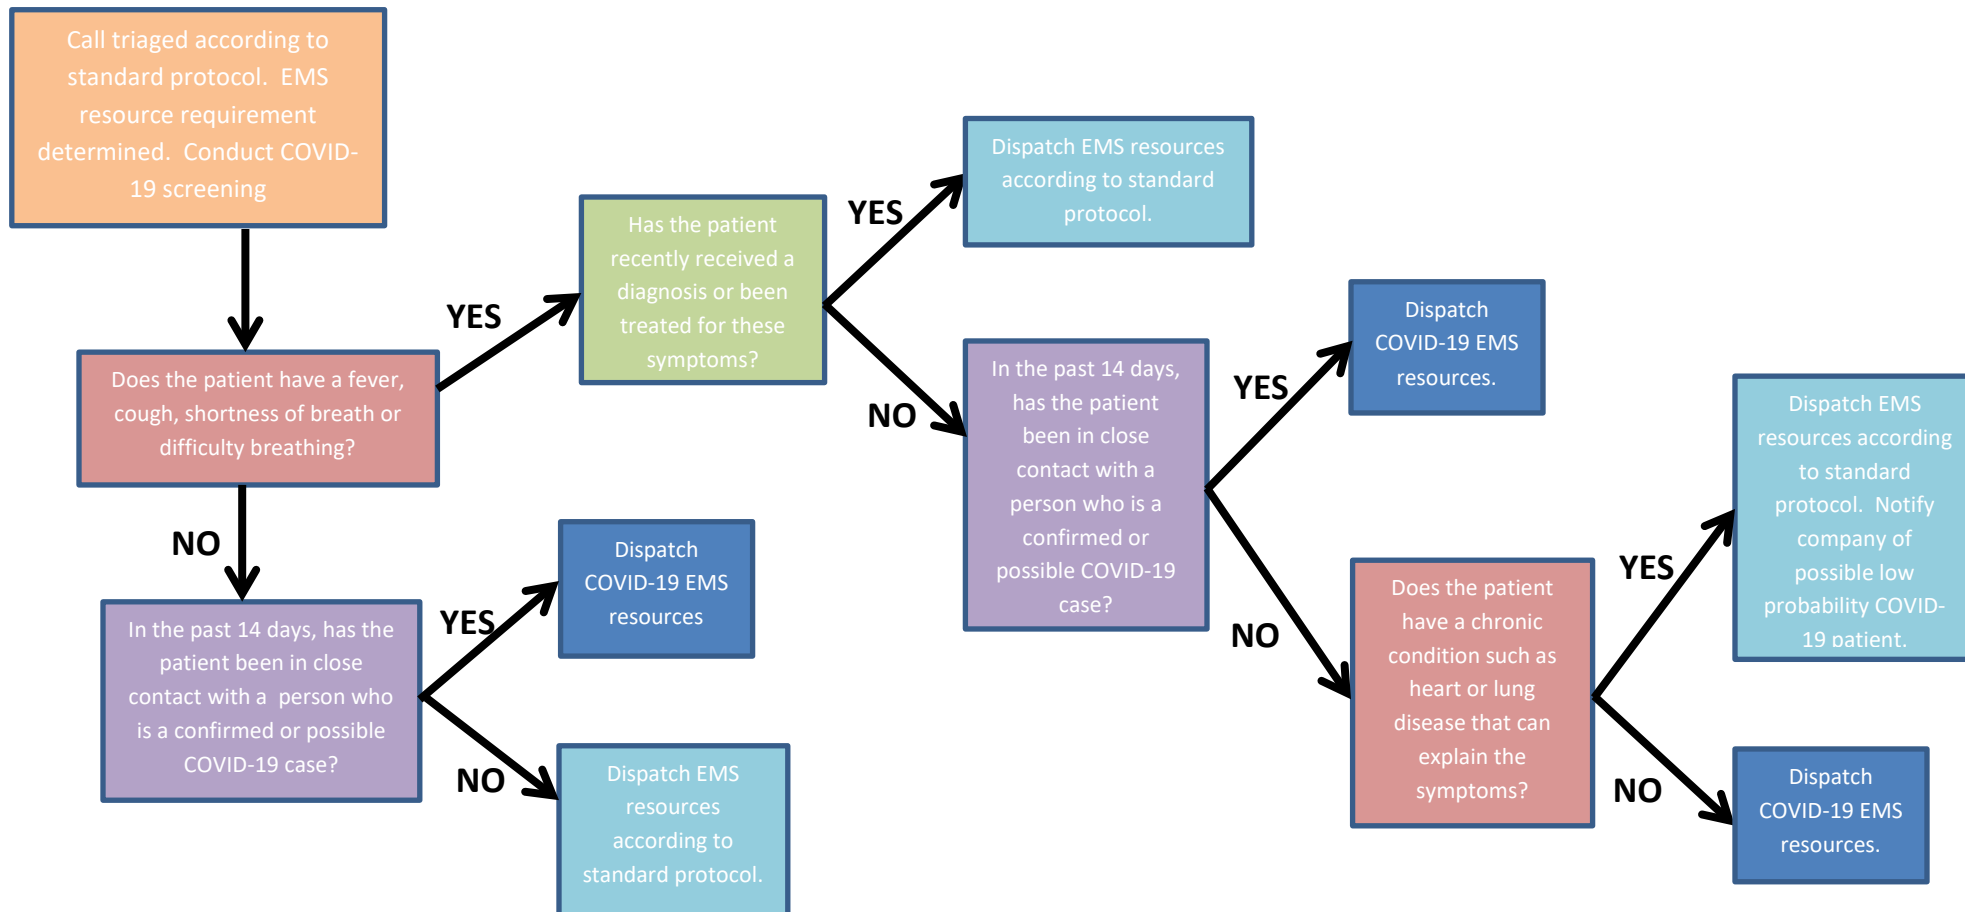 Call triaged according to
standard protocol.  EMS
resource requirement
determined.  Conduct COVID-
19 screening
Does the patient have a fever,
cough, shortness of breath or
difficulty breathing?
YES
NO
Has the patient
recently received a
diagnosis or been
treated for these
symptoms?
YES
NO
Dispatch EMS resources
according to standard
protocol.
In the past 14 days,
has the patient
been in close
contact with a
person who is a
confirmed or
possible COVID-19
case?
YES
NO
Dispatch
COVID-19 EMS
resources.
Does the patient
have a chronic
condition such as
heart or lung
disease that can
explain the
symptoms?
YES
NO
Dispatch EMS
resources according
to standard
protocol.  Notify
company of
possible low
probability COVID-
19 patient.
Dispatch
COVID-19 EMS
resources.
In the past 14 days, has the
patient been in close
contact with a  person who
is a confirmed or possible
COVID-19 case?
YES
NO
Dispatch
COVID-19 EMS
resources
Dispatch EMS
resources
according to
standard protocol.